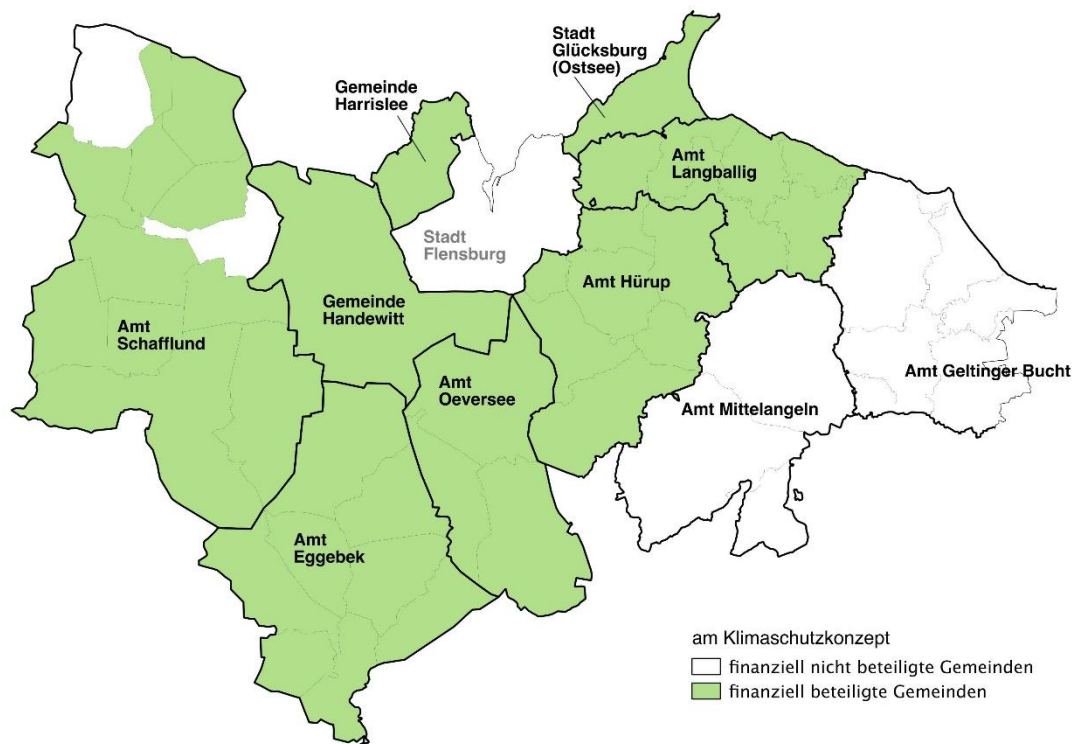 Stadt
Glücksburg
(Ostsee)
Gemeinde
Harrislee
Amt
Langballig
Stadt
Flensburg
Amt Hürup
Gemeinde
Handewitt
Amt
Schafflund
Amt
Oeversee
Amt Geltinger Bucht
Amt Mittelangeln
Amt
Eggebek
am Klimaschutzkonzept
finanziell nicht beteiligte Gemeinden
finanziell beteiligte Gemeinden